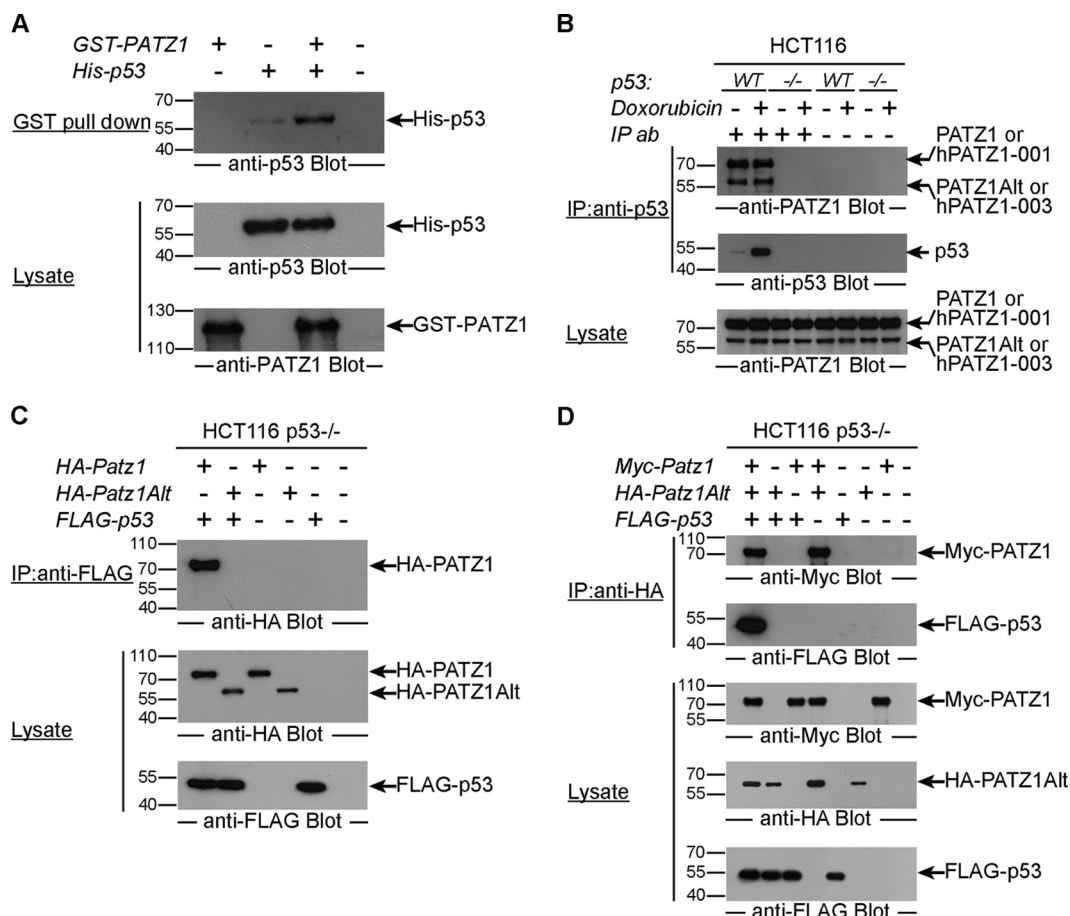 A
GST-PATZ1 + - + -
His-p53 - + + -
GST pull down
70
55
40
His-p53
anti-p53 Blot
Lysate
70
55
40
His-p53
anti-p53 Blot
130
110
GST-PATZ1
anti-PATZ1 Blot
B
HCT116
p53: WT -/- WT -/-
Doxorubicin - + - + - + - +
IP ab + + + + - - - -
IP:anti-p53
70
55
PATZ1 or
hPATZ1-001
PATZ1Alt or
hPATZ1-003
anti-PATZ1 Blot
55
40
p53
anti-p53 Blot
Lysate
70
55
PATZ1 or
hPATZ1-001
PATZ1Alt or
hPATZ1-003
anti-PATZ1 Blot
C
HCT116 p53-/-
HA-Patz1 + - + - - -
HA-Patz1Alt - + - + - -
FLAG-p53 + + - - + -
IP:anti-FLAG
110
70
55
40
HA-PATZ1
anti-HA Blot
Lysate
110
70
55
40
HA-PATZ1
HA-PATZ1Alt
anti-HA Blot
55
40
FLAG-p53
anti-FLAG Blot
D
HCT116 p53-/-
Myc-Patz1 + - + + - - + -
HA-Patz1Alt + + - + - + - -
FLAG-p53 + + + - + - - -
IP:anti-HA
110
70
Myc-PATZ1
anti-Myc Blot
55
40
FLAG-p53
anti-FLAG Blot
Lysate
110
70
55
Myc-PATZ1
anti-Myc Blot
70
55
HA-PATZ1Alt
anti-HA Blot
70
55
40
FLAG-p53
anti-FLAG Blot